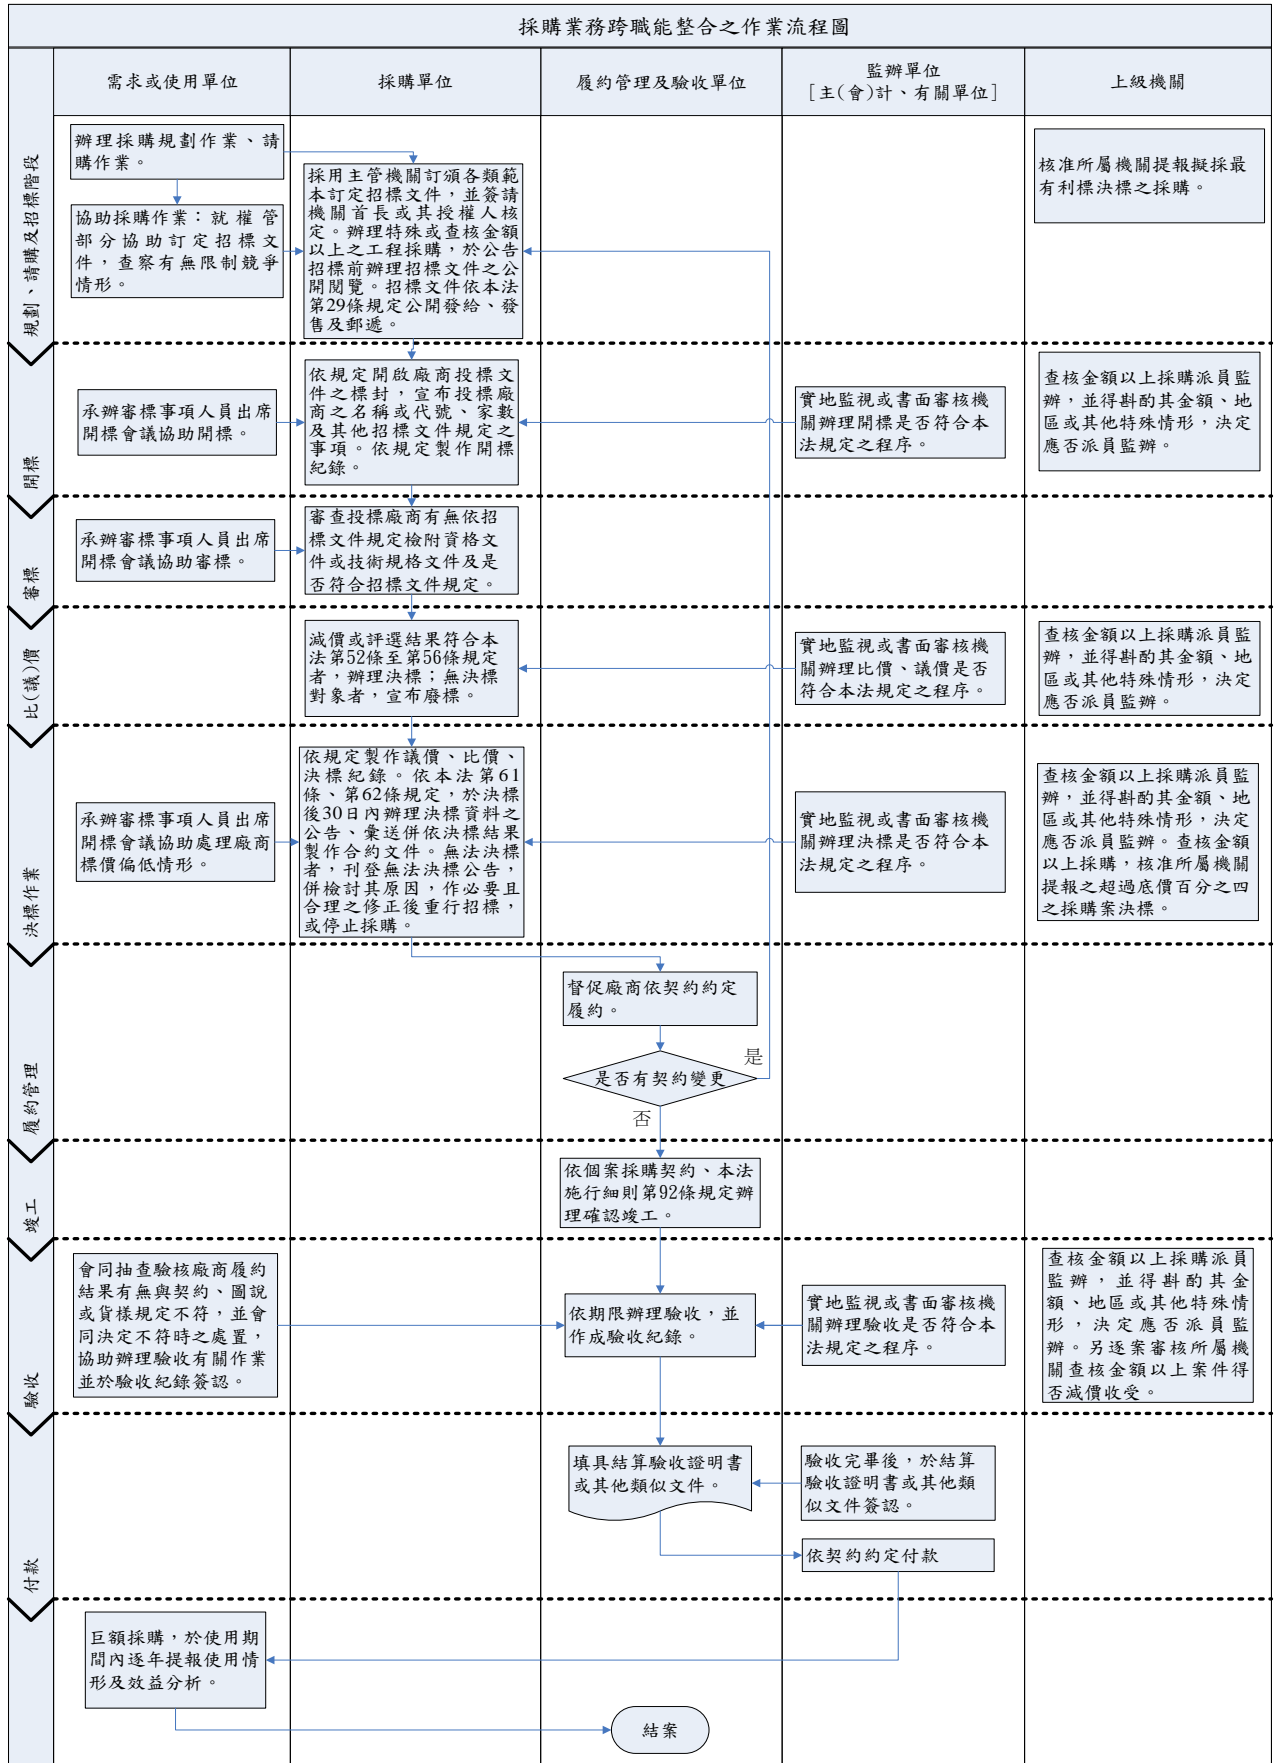 採購業務跨職能整合之作業流程圖
需求或使用單位
採購單位
履約管理及驗收單位
監辦單位
[主(會)計、有關單位]
上級機關
規劃、請購及招標階段
辦理採購規劃作業、請
購作業。
協助採購作業：就權管
部分協助訂定招標文
件，查察有無限制競爭
情形。
採用主管機關訂頒各類範
本訂定招標文件，並簽請
機關首長或其授權人核
定。辦理特殊或查核金額
以上之工程採購，於公告
招標前辦理招標文件之公
開閱覽。招標文件依本法
第29條規定公開發給、發
售及郵遞。
核准所屬機關提報擬採最
有利標決標之採購。
開標
承辦審標事項人員出席
開標會議協助開標。
依規定開啟廠商投標文
件之標封，宣布投標廠
商之名稱或代號、家數
及其他招標文件規定之
事項。依規定製作開標
紀錄。
實地監視或書面審核機
關辦理開標是否符合本
法規定之程序。
查核金額以上採購派員監
辦，並得斟酌其金額、地
區或其他特殊情形，決定
應否派員監辦。
審標
承辦審標事項人員出席
開標會議協助審標。
審查投標廠商有無依招
標文件規定檢附資格文
件或技術規格文件及是
否符合招標文件規定。
比(議)價
減價或評選結果符合本
法第52條至第56條規定
者，辦理決標；無決標
對象者，宣布廢標。
實地監視或書面審核機
關辦理比價、議價是否
符合本法規定之程序。
查核金額以上採購派員監
辦，並得斟酌其金額、地
區或其他特殊情形，決定
應否派員監辦。
決標作業
承辦審標事項人員出席
開標會議協助處理廠商
標價偏低情形。
依規定製作議價、比價、
決標紀錄。依本法第61
條、第62條規定，於決標
後30日內辦理決標資料之
公告、彙送併依決標結果
製作合約文件。無法決標
者，刊登無法決標公告，
併檢討其原因，作必要且
合理之修正後重行招標，
或停止採購。
實地監視或書面審核機
關辦理決標是否符合本
法規定之程序。
查核金額以上採購派員監
辦，並得斟酌其金額、地
區或其他特殊情形，決定
應否派員監辦。查核金額
以上採購，核准所屬機關
提報之超過底價百分之四
之採購案決標。
履約管理
督促廠商依契約約定
履約。
是否有契約變更
是
否
竣工
依個案採購契約、本法
施行細則第92條規定辦
理確認竣工。
驗收
會同抽查驗核廠商履約
結果有無與契約、圖說
或貨樣規定不符，並會
同決定不符時之處置，
協助辦理驗收有關作業
並於驗收紀錄簽認。
依期限辦理驗收，並
作成驗收紀錄。
實地監視或書面審核機
關辦理驗收是否符合本
法規定之程序。
查核金額以上採購派員
監辦，並得斟酌其金
額、地區或其他特殊情
形，決定應否派員監
辦。另逐案審核所屬機
關查核金額以上案件得
否減價收受。
付款
填具結算驗收證明書
或其他類似文件。
驗收完畢後，於結算
驗收證明書或其他類
似文件簽認。
依契約約定付款
巨額採購，於使用期
間內逐年提報使用情
形及效益分析。
結案